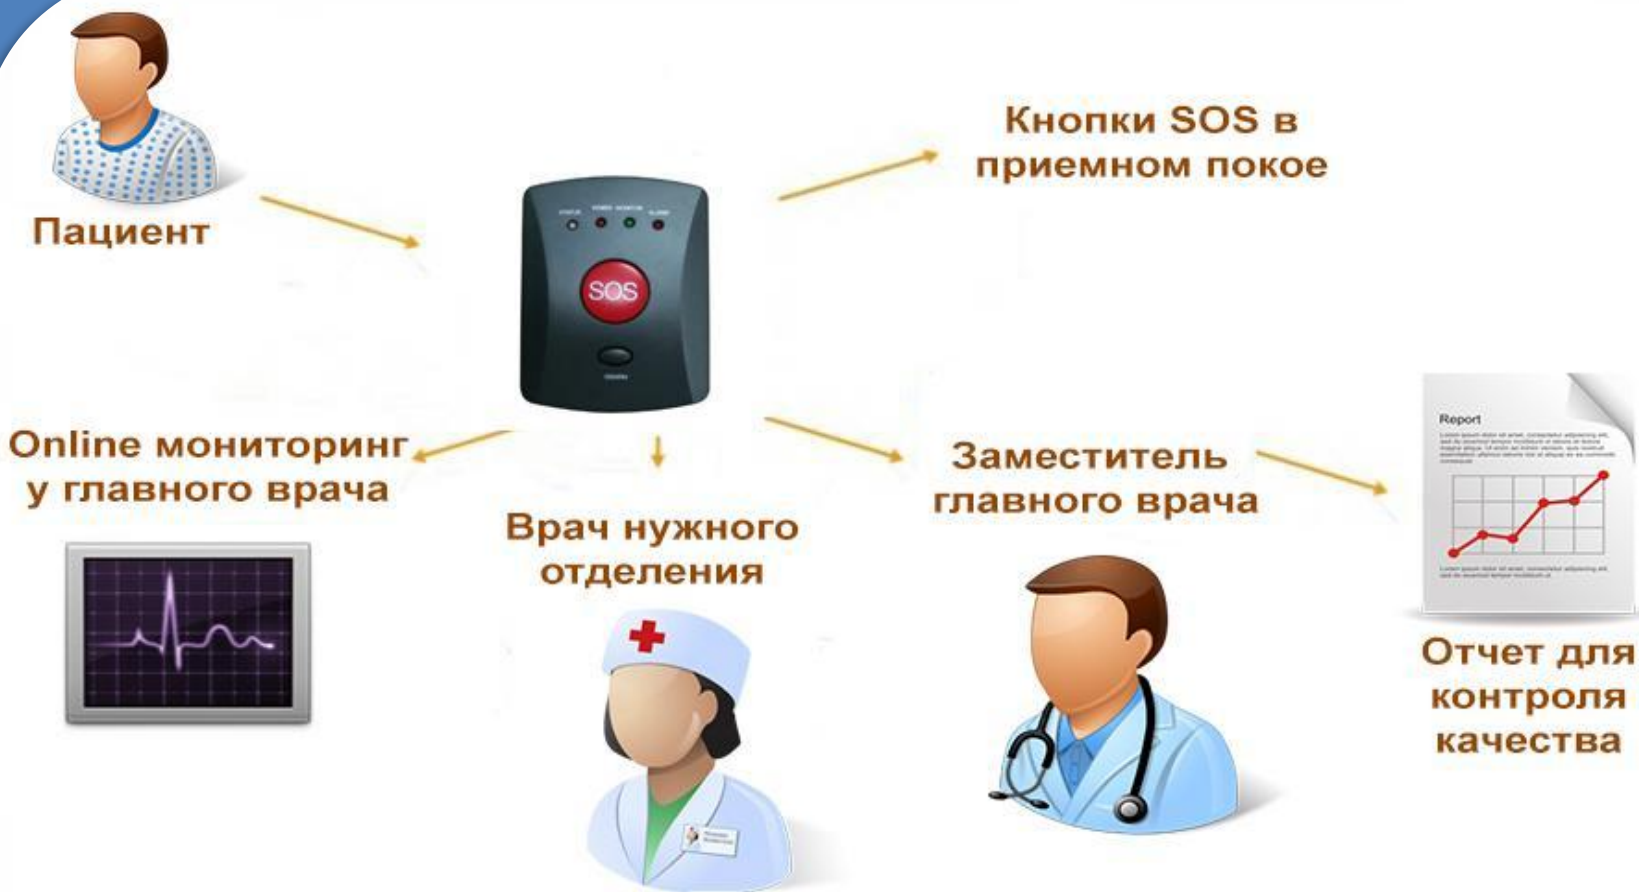 Пациент
Кнопки SOS в
приемном покое
SOS
Online мониторинг
у главного врача
Врач нужного
отделения
Заместитель
главного врача
Report
Отчет для
контроля
качества